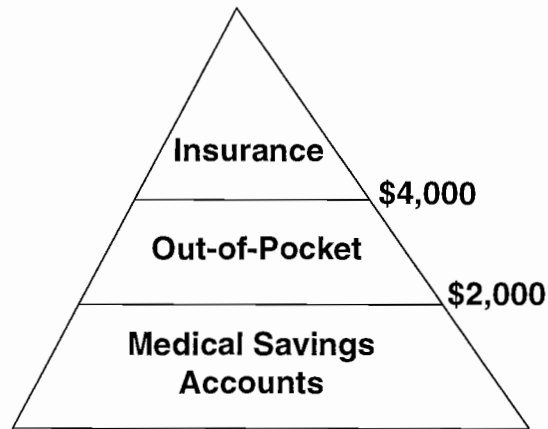 Insurance
$4,000
Out-of-Pocket
$2,000
Medical Savings
Accounts